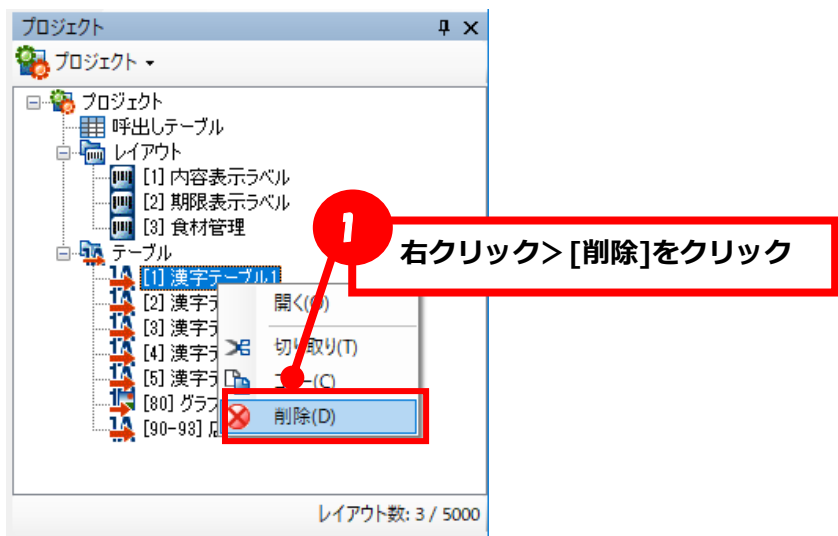 プロジェクト
プロジェクト
プロジェクト
呼出しテーブル
レイアウト
[1] 内容表示ラベル
[2] 期限表示ラベル
[3] 食材管理
1
右クリック>[削除]をクリック
テーブル
[1] 漢字テーブル1
[2] 漢字
開く(O)
[3] 漢字
[4] 漢字
切り取り(T)
[5] 漢字
コピー(C)
[80] グラフ
削除(D)
[90-93]
レイアウト数: 3 / 5000